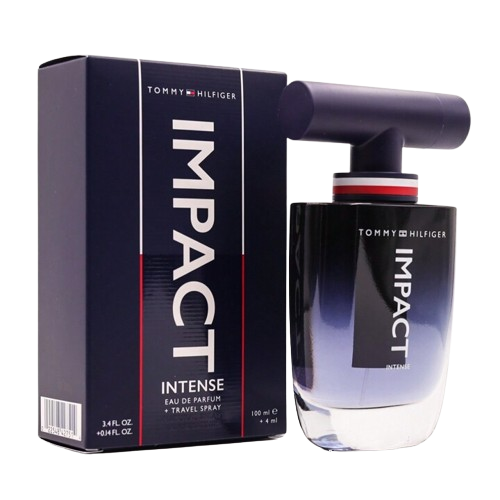 TOMMY HILFIGER
IMPACT
INTENSE
EAU DE PARFUM
+ TRAVEL SPRAY
3.4 FL. OZ.
+0.14 FL. OZ.
100 ml e
+ 4 ml
TOMMY HILFIGER
IMPACT
INTENSE